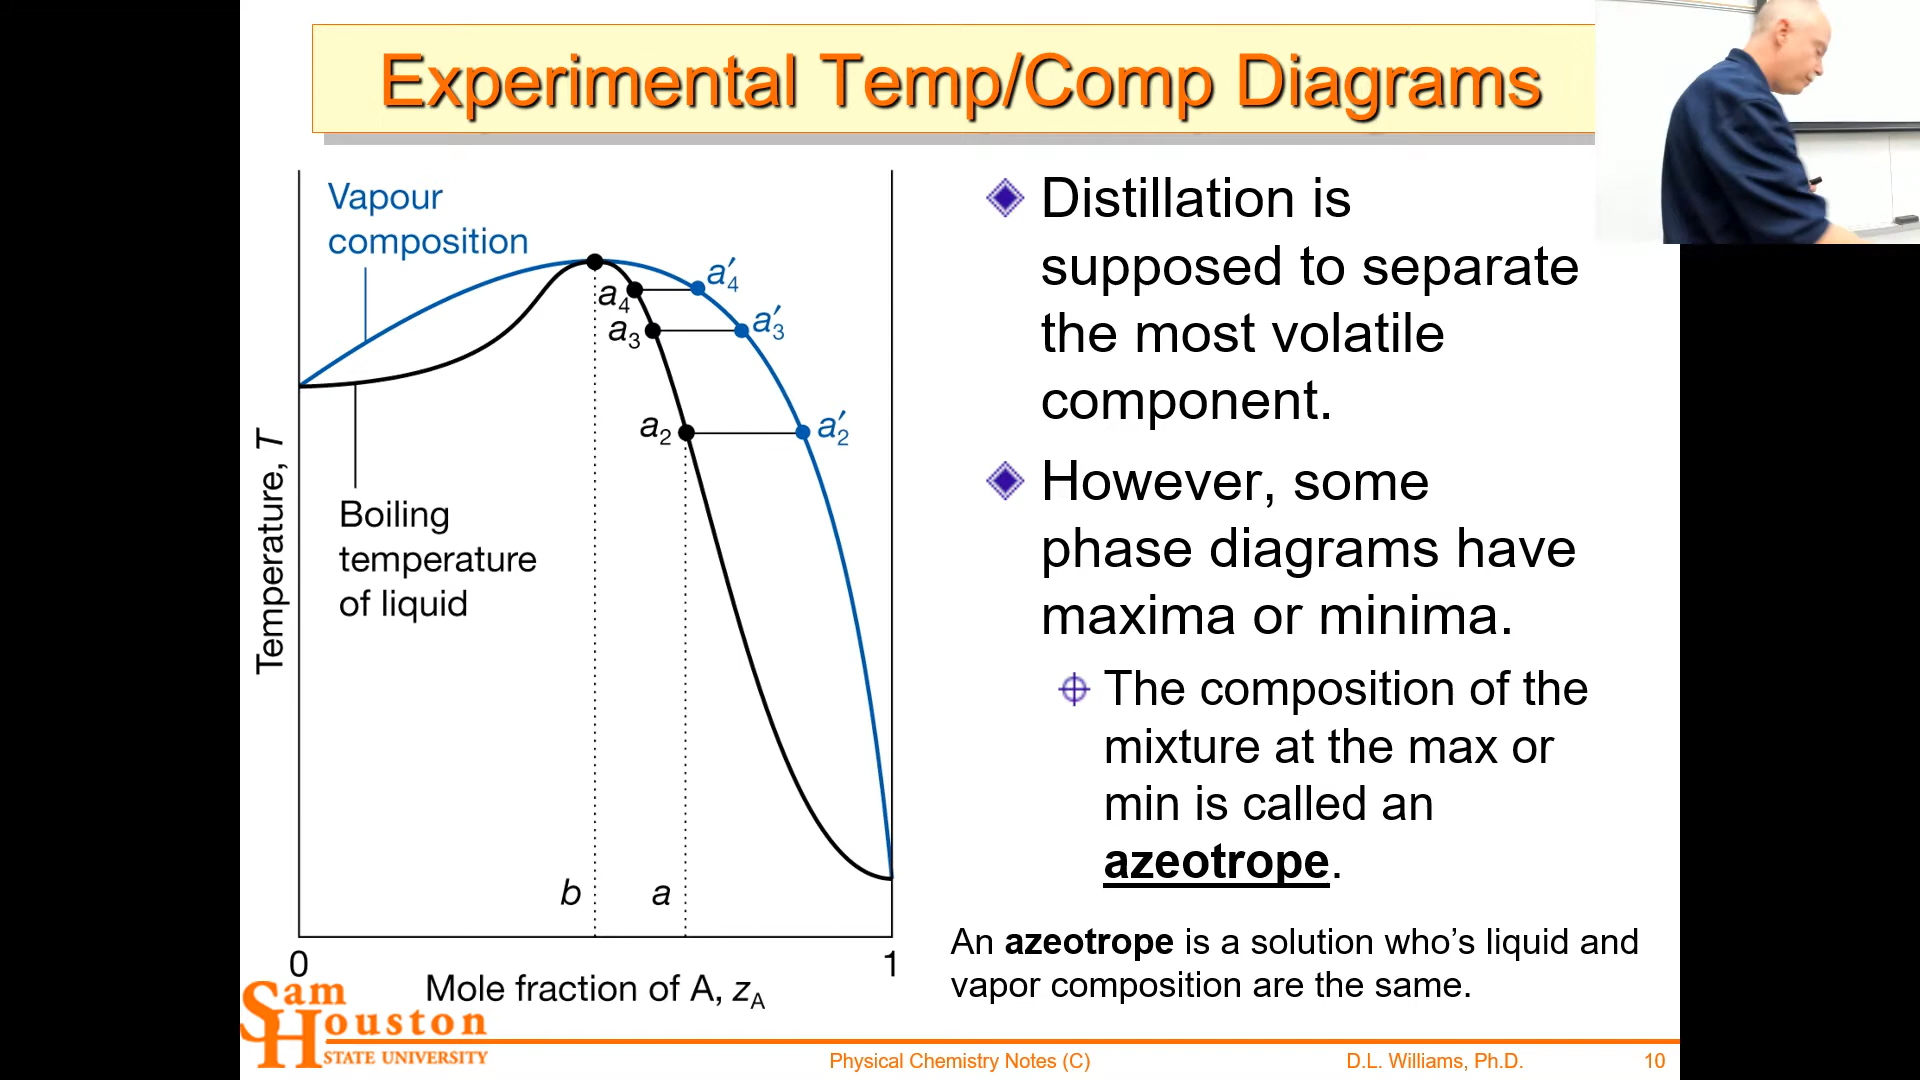 Experimental Temp/Comp Diagrams
Vapour
composition
a′4
a4
a′3
a3
a2
a′2
Boiling
temperature
of liquid
Temperature, T
b
a
0
1
Mole fraction of A, zA
Distillation is
supposed to separate
the most volatile
component.
However, some
phase diagrams have
maxima or minima.
The composition of the
mixture at the max or
min is called an
azeotrope.
An azeotrope is a solution who’s liquid and
vapor composition are the same.
Sam
Houston
STATE UNIVERSITY
Physical Chemistry Notes (C)
D.L. Williams, Ph.D.
10